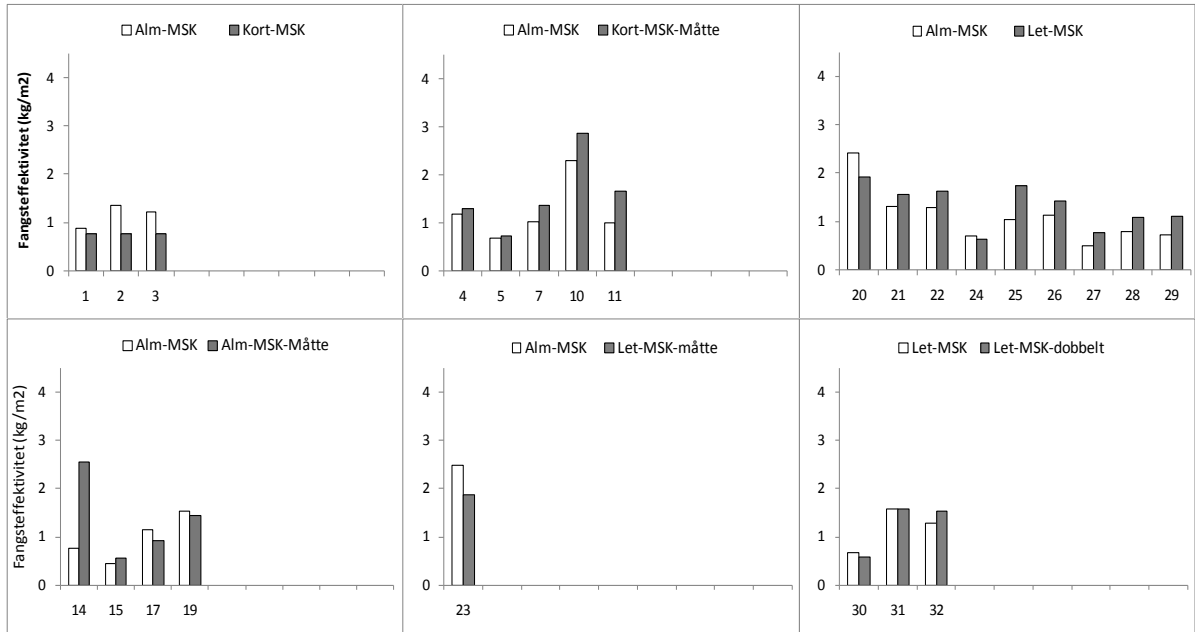 Alm-MSK Kort-MSK
Fangsteffektivitet (kg/m2)
4
3
2
1
0
1 2 3
Alm-MSK Kort-MSK-Måtte
4
3
2
1
0
4 5 7 10 11
Alm-MSK Let-MSK
4
3
2
1
0
20 21 22 24 25 26 27 28 29
Alm-MSK Alm-MSK-Måtte
Fangsteffektivitet (kg/m2)
4
3
2
1
0
14 15 17 19
Alm-MSK Let-MSK-måtte
4
3
2
1
0
23
Let-MSK Let-MSK-dobbelt
4
3
2
1
0
30 31 32